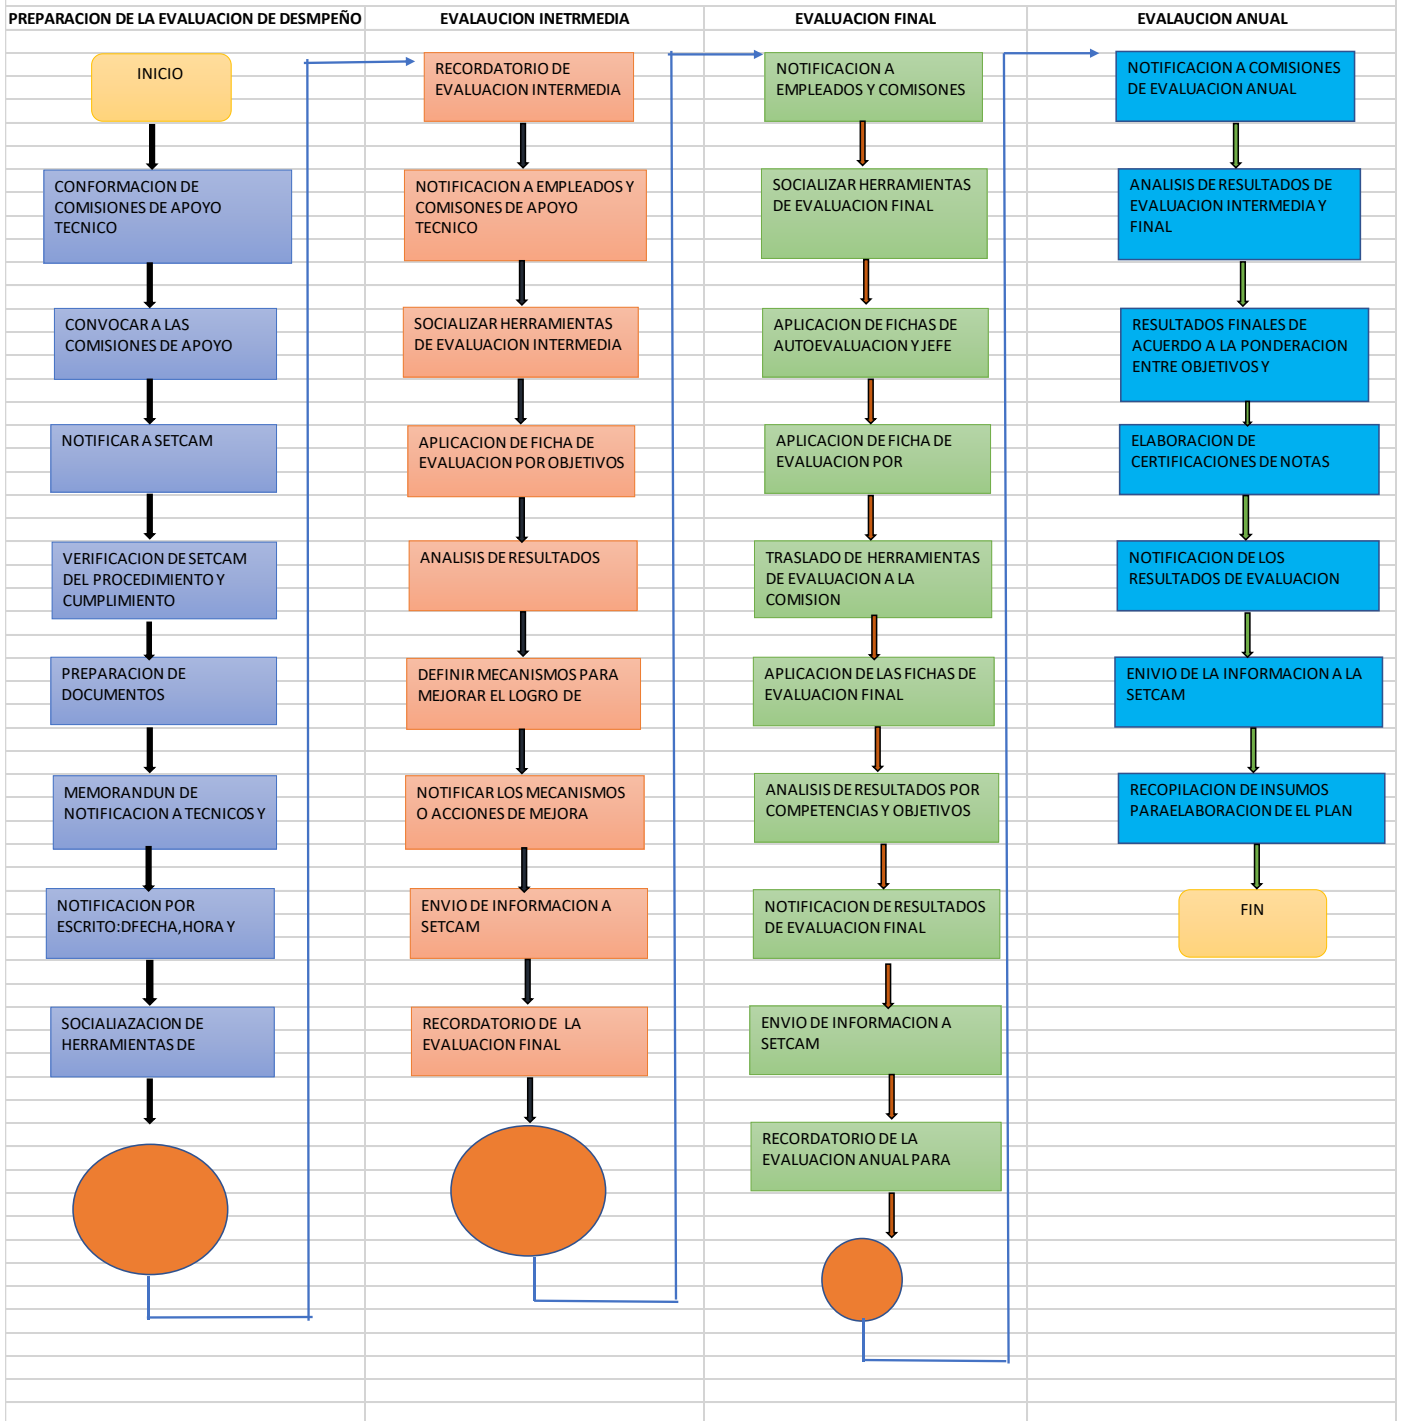 PREPARACION DE LA EVALUACION DE DESMPEÑO
INICIO
CONFORMACION DE
COMISIONES DE APOYO
TECNICO
CONVOCAR A LAS
COMISIONES DE APOYO
NOTIFICAR A SETCAM
VERIFICACION DE SETCAM
DEL PROCEDIMIENTO Y
CUMPLIMIENTO
PREPARACION DE
DOCUMENTOS
MEMORANDUN DE
NOTIFICACION A TECNICOS Y
NOTIFICACION POR
ESCRITO:DFECHA,HORA Y
SOCIALIAZACION DE
HERRAMIENTAS DE
EVALAUCION INETRMEDIA
RECORDATORIO DE
EVALUACION INTERMEDIA
NOTIFICACION A EMPLEADOS Y
COMISONES DE APOYO
TECNICO
SOCIALIZAR HERRAMIENTAS
DE EVALUACION INTERMEDIA
APLICACION DE FICHA DE
EVALUACION POR OBJETIVOS
ANALISIS DE RESULTADOS
DEFINIR MECANISMOS PARA
MEJORAR EL LOGRO DE
NOTIFICAR LOS MECANISMOS
O ACCIONES DE MEJORA
ENVIO DE INFORMACION A
SETCAM
RECORDATORIO DE LA
EVALUACION FINAL
EVALUACION FINAL
NOTIFICACION A
EMPLEADOS Y COMISONES
SOCIALIZAR HERRAMIENTAS
DE EVALUACION FINAL
APLICACION DE FICHAS DE
AUTOEVALUACION Y JEFE
APLICACION DE FICHA DE
EVALUACION POR
TRASLADO DE HERRAMIENTAS
DE EVALUACION A LA
COMISION
APLICACION DE LAS FICHAS DE
EVALUACION FINAL
ANALISIS DE RESULTADOS POR
COMPETENCIAS Y OBJETIVOS
NOTIFICACION DE RESULTADOS
DE EVALUACION FINAL
ENVIO DE INFORMACION A
SETCAM
RECORDATORIO DE LA
EVALUACION ANUAL PARA
EVALAUCION ANUAL
NOTIFICACION A COMISIONES
DE EVALUACION ANUAL
ANALISIS DE RESULTADOS DE
EVALUACION INTERMEDIA Y
FINAL
RESULTADOS FINALES DE
ACUERDO A LA PONDERACION
ENTRE OBJETIVOS Y
ELABORACION DE
CERTIFICACIONES DE NOTAS
NOTIFICACION DE LOS
RESULTADOS DE EVALUACION
ENIVIO DE LA INFORMACION A LA
SETCAM
RECOPILACION DE INSUMOS
PARAELABORACION DE EL PLAN
FIN